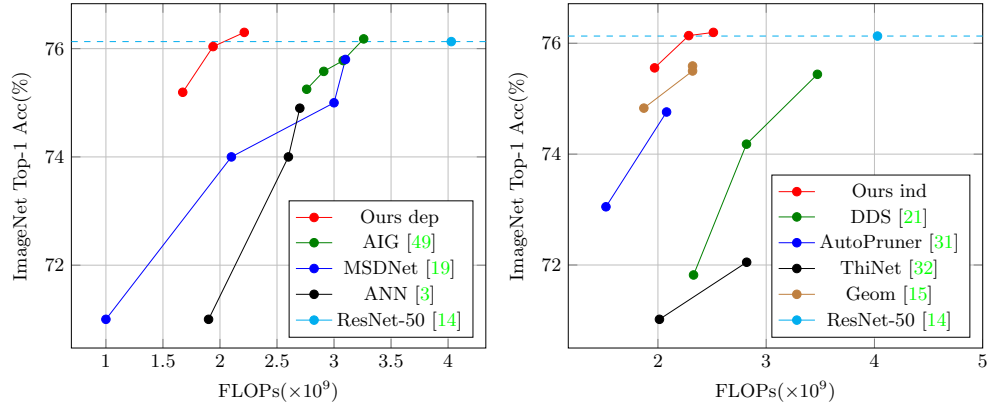 ImageNet Top-1 Acc(%)
76
74
72
1
1.5
2
2.5
3
3.5
4
FLOPs(×10⁹)
Ours dep
AIG [49]
MSDNet [19]
ANN [3]
ResNet-50 [14]
ImageNet Top-1 Acc(%)
76
74
72
2
3
4
5
FLOPs(×10⁹)
Ours ind
DDS [21]
AutoPruner [31]
ThiNet [32]
Geom [15]
ResNet-50 [14]